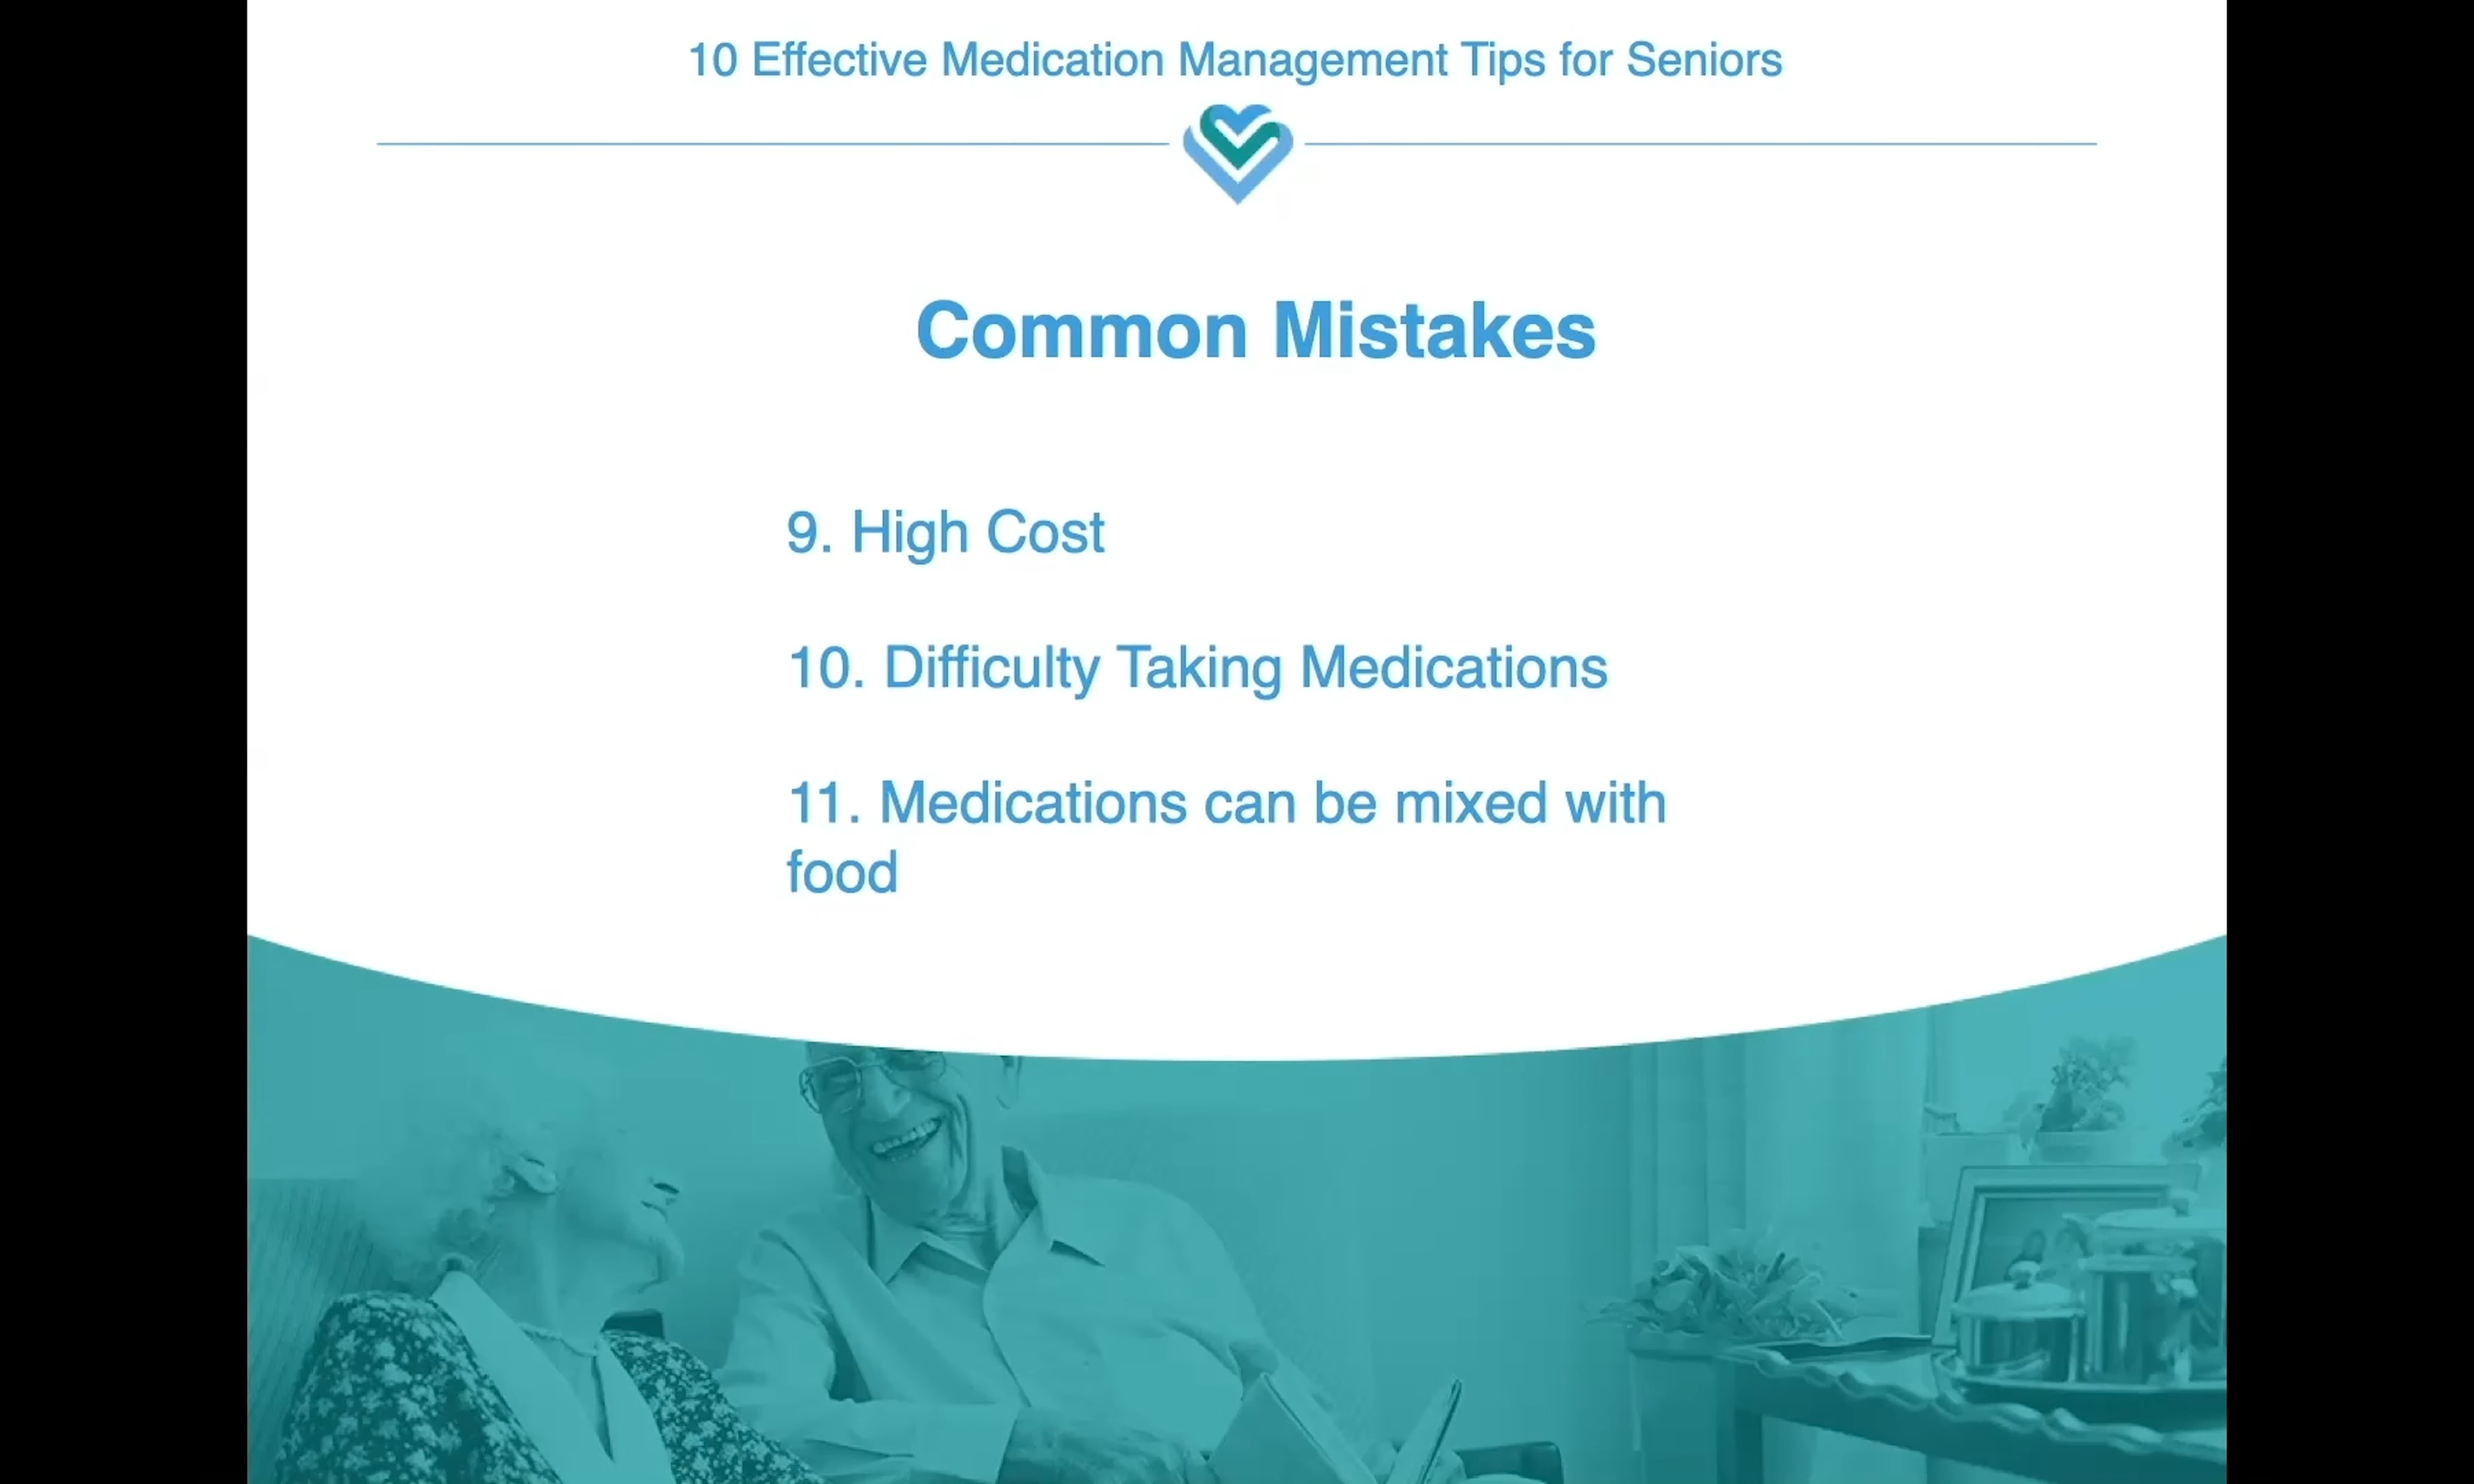 10 Effective Medication Management Tips for Seniors
Common Mistakes
9. High Cost
10. Difficulty Taking Medications
11. Medications can be mixed with
food